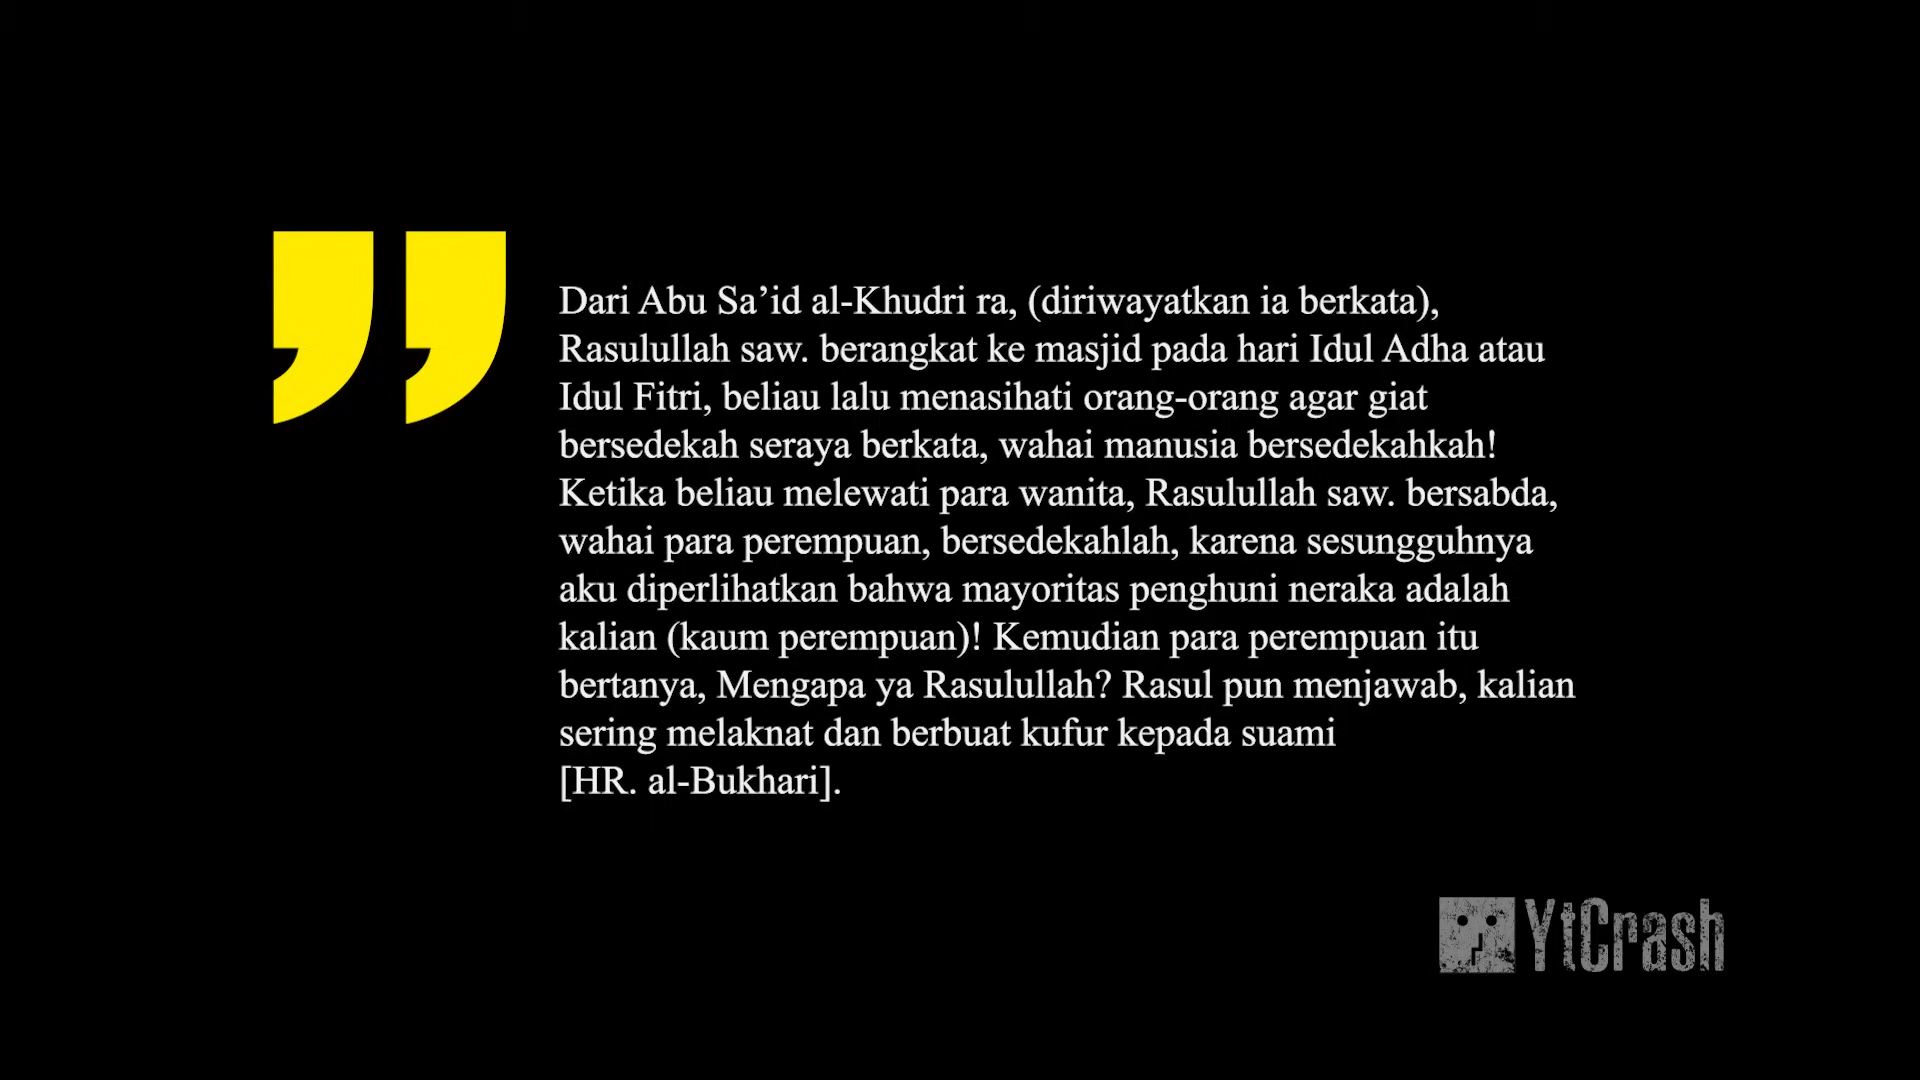 Dari Abu Sa’id al-Khudri ra, (diriwayatkan ia berkata),
Rasulullah saw. berangkat ke masjid pada hari Idul Adha atau
Idul Fitri, beliau lalu menasihati orang-orang agar giat
bersedekah seraya berkata, wahai manusia bersedekahkah!
Ketika beliau melewati para wanita, Rasulullah saw. bersabda,
wahai para perempuan, bersedekahlah, karena sesungguhnya
aku diperlihatkan bahwa mayoritas penghuni neraka adalah
kalian (kaum perempuan)! Kemudian para perempuan itu
bertanya, Mengapa ya Rasulullah? Rasul pun menjawab, kalian
sering melaknat dan berbuat kufur kepada suami
[HR. al-Bukhari].
YtCrash